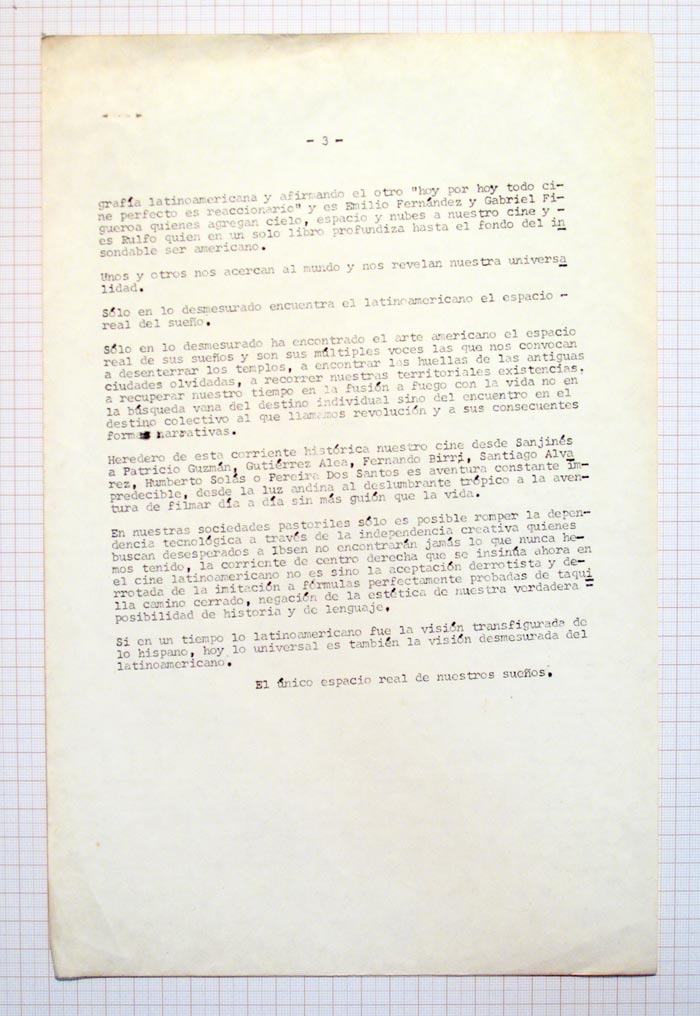 - 3 -
grafía latinoamericana y afirmando el otro "hoy por hoy todo ci-
ne perfecto es reaccionario" y es Emilio Fernández y Gabriel Fi-
gueroa quienes agregan cielo, espacio y nubes a nuestro cine y -
es Rulfo quien en un solo libro profundiza hasta el fondo del in
sondable ser americano.
Unos y otros nos acercan al mundo y nos revelan nuestra universa
lidad.
Sólo en lo desmesurado encuentra el latinoamericano el espacio -
real del sueño.
Sólo en lo desmesurado ha encontrado el arte americano el espacio
real de sus sueños y son sus múltiples voces las que nos convocan
a desenterrar los templos, a encontrar las huellas de las antiguas
ciudades olvidadas, a recorrer nuestras territoriales existencias,
a recuperar nuestro tiempo en la fusión a fuego con la vida no en
la búsqueda vana del destino individual sino del encuentro en el
destino colectivo al que llamamos revolución y a sus consecuentes
formas narrativas.
Heredero de esta corriente histórica nuestro cine desde Sanjinés
a Patricio Guzmán, Gutiérrez Alea, Fernando Birri, Santiago Alva
rez, Humberto Solás o Pereira Dos Santos es aventura constante im-
predecible, desde la luz andina al deslumbrante trópico a la aven-
tura de filmar día a día sin más guión que la vida.
En nuestras sociedades pastoriles sólo es posible romper la depen-
dencia tecnológica a través de la independencia creativa quienes
buscan desesperados a Ibsen no encontrarán jamás lo que nunca he-
mos tenido, la corriente de centro derecha que se insinúa ahora en
el cine latinoamericano no es sino la aceptación derrotista y de-
rrotada de la imitación a fórmulas perfectamente probadas de taqui
lla camino cerrado, negación de la estética de nuestra verdadera -
posibilidad de historia y de lenguaje.
Si en un tiempo lo latinoamericano fue la visión transfigurada de
lo hispano, hoy lo universal es también la visión desmesurada del
latinoamericano.
El único espacio real de nuestros sueños.